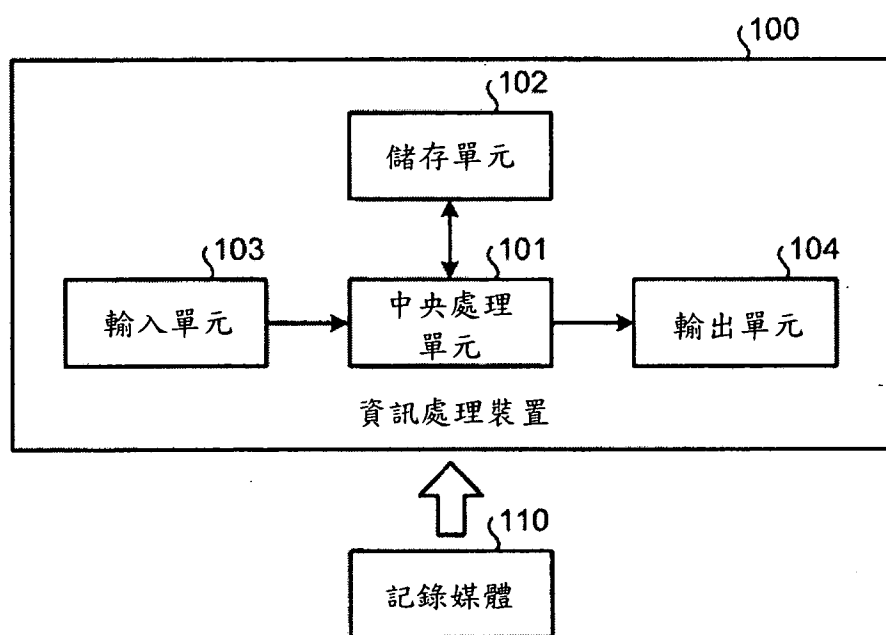 100
102
儲存單元
103
101
104
輸入單元
中央處理
單元
輸出單元
資訊處理裝置
110
記錄媒體